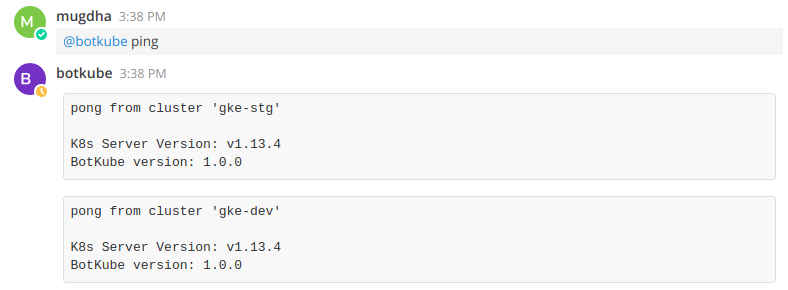 M mugdha 3:38 PM
@botkube ping
B botkube 3:38 PM
pong from cluster 'gke-stg'
K8s Server Version: v1.13.4
BotKube version: 1.0.0
pong from cluster 'gke-dev'
K8s Server Version: v1.13.4
BotKube version: 1.0.0